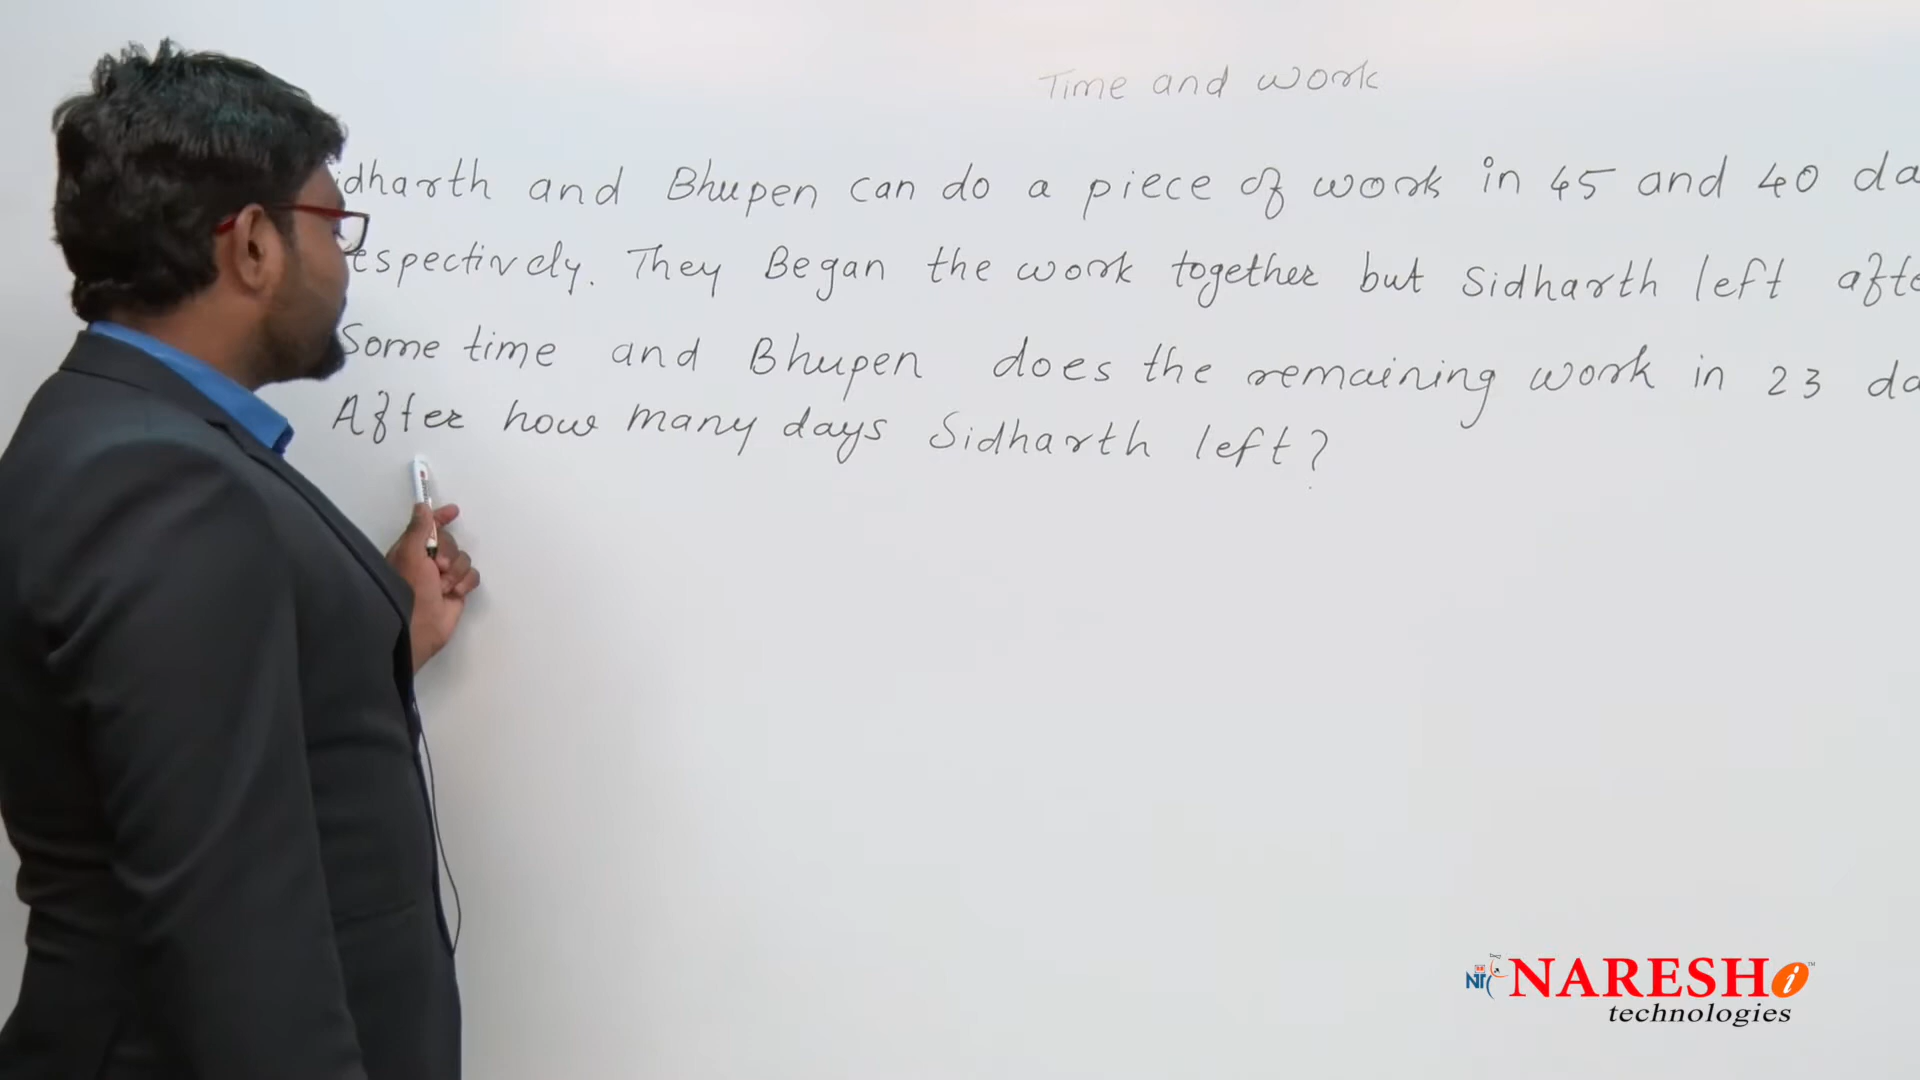 Time and work
idharth and Bhupen can do a piece of work in 45 and 40 da
espectively. They Began the work together but Sidharth left afte
Some time and Bhupen does the remaining work in 23 da
After how many days Sidharth left?
NARESH i
technologies